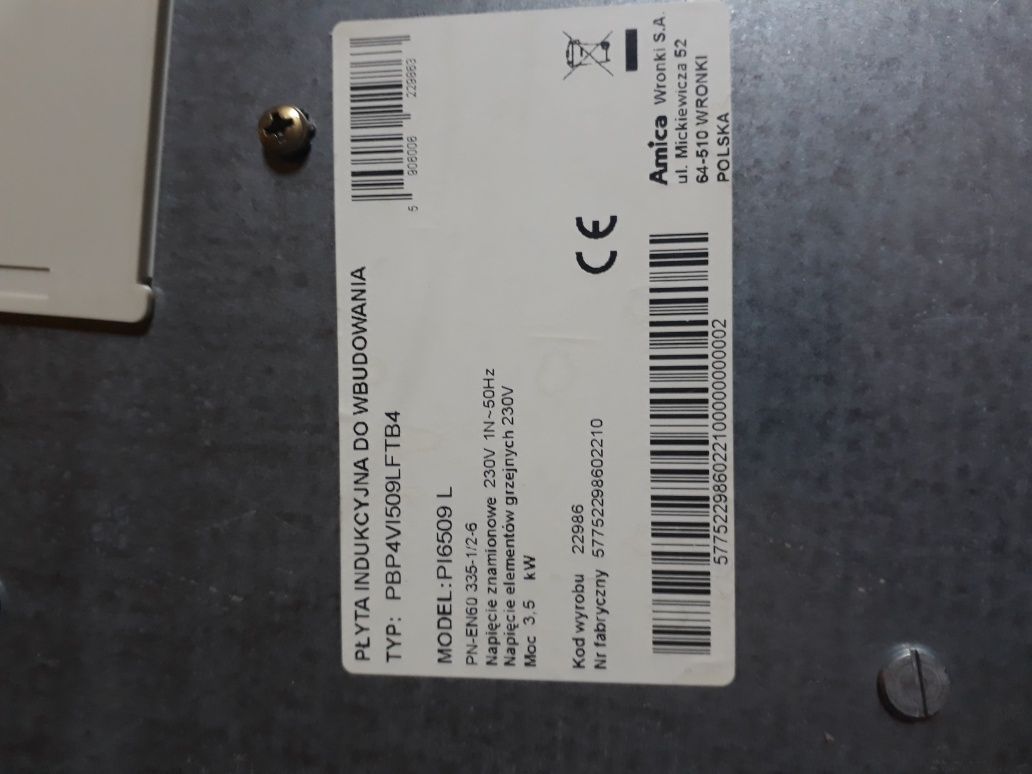 PŁYTA INDUKCYJNA DO WBUDOWANIA
TYP: PBP4VI509LFTB4
5 906006 229863
MODEL:PI6509 L
PN-EN60 335-1/2-6
Napięcie znamionowe 230V 1N~50Hz
Napięcie elementów grzejnych 230V
Moc 3,5 kW
Kod wyrobu 22986
Nr fabryczny 57752298602210
CE
577522986022100000000002
Amica Wronki S.A.
ul. Mickiewicza 52
64-510 WRONKI
POLSKA